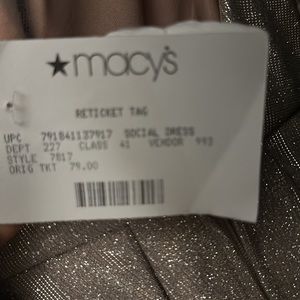 ★macy's
RETICKET TAG
UPC 791841137917 SOCIAL DRESS
DEPT 227 CLASS 41 VENDOR 993
STYLE 7817
ORIG TKT 79.00